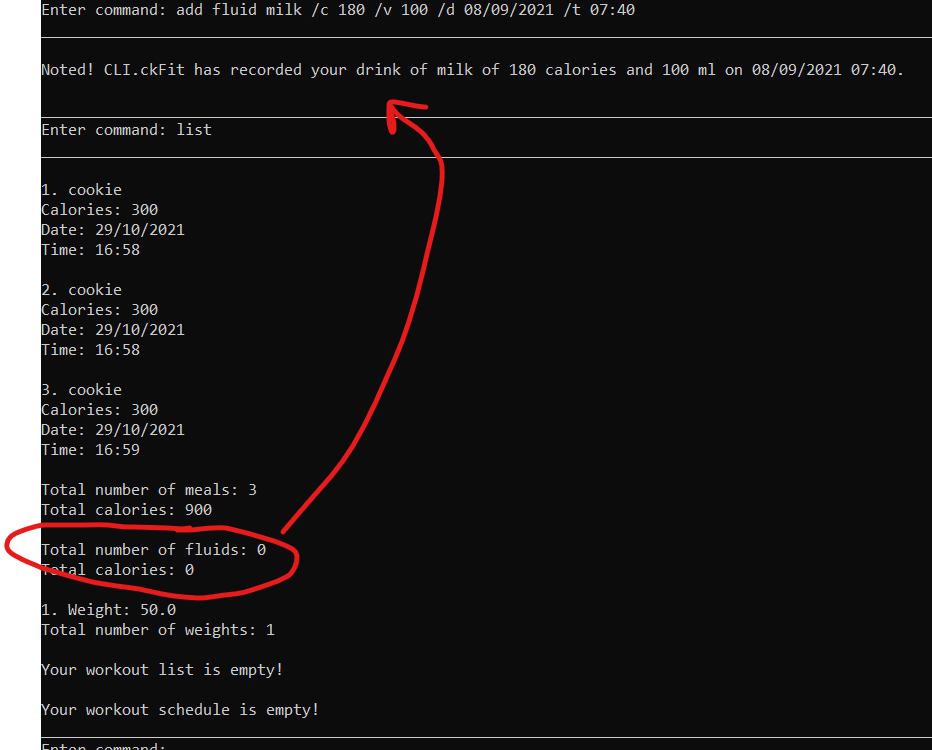 Enter command: add fluid milk /c 180 /v 100 /d 08/09/2021 /t 07:40
Noted! CLI.ckFit has recorded your drink of milk of 180 calories and 100 ml on 08/09/2021 07:40.
Enter command: list
1. cookie
Calories: 300
Date: 29/10/2021
Time: 16:58
2. cookie
Calories: 300
Date: 29/10/2021
Time: 16:58
3. cookie
Calories: 300
Date: 29/10/2021
Time: 16:59
Total number of meals: 3
Total calories: 900
Total number of fluids: 0
Total calories: 0
1. Weight: 50.0
Total number of weights: 1
Your workout list is empty!
Your workout schedule is empty!
Enter command: